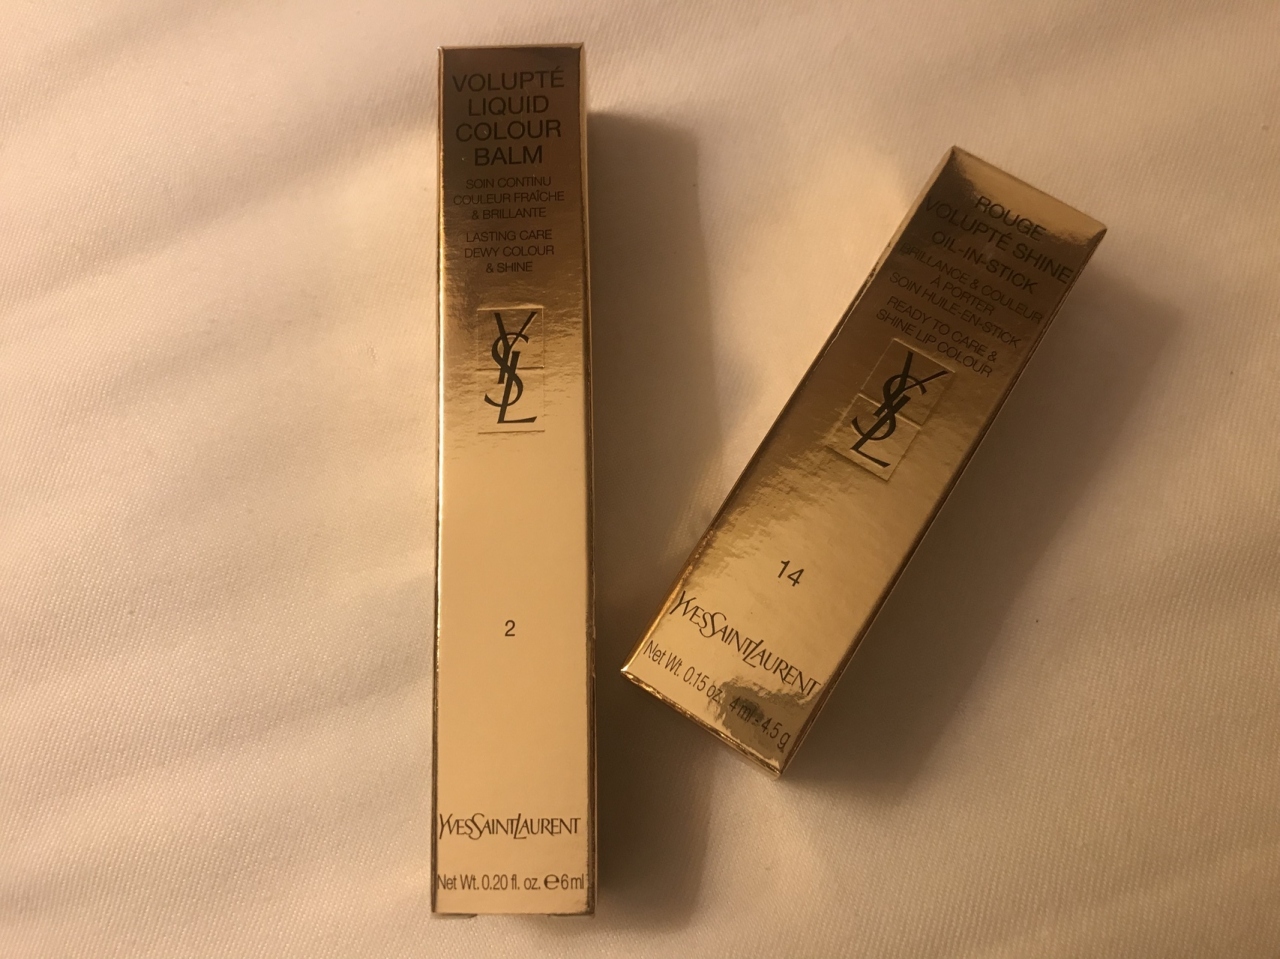 VOLUPTÉ
LIQUID
COLOUR
BALM
SOIN CONTINU
COULEUR FRAÎCHE
& BRILLANTE
LASTING CARE
DEWY COLOUR
& SHINE
YSL
2
YVESSAINTLAURENT
Net Wt. 0.20 fl. oz. ℮6ml
ROUGE
VOLUPTÉ SHINE
OIL-IN-STICK
BRILLANCE & COULEUR
À PORTER
SOIN HUILE-EN-STICK
READY TO CARE &
SHINE LIP COLOUR
YSL
14
YVESSAINTLAURENT
Net Wt. 0.15 oz. 4 ml ℮ 4.5 g